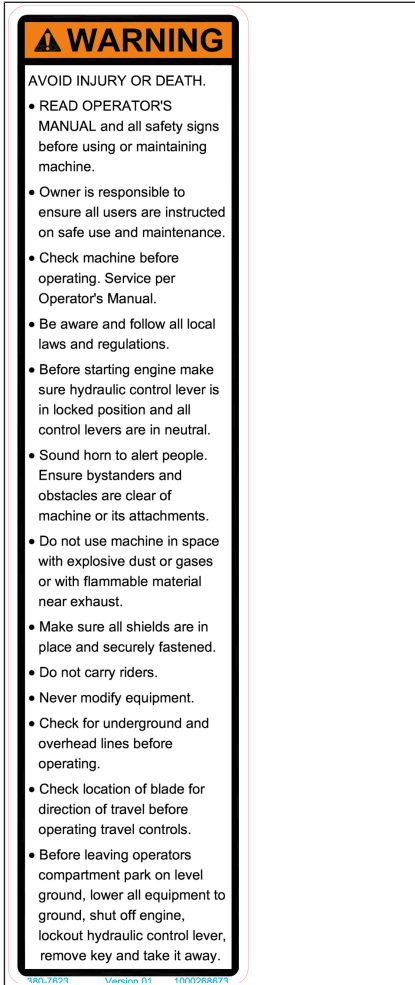 WARNING
AVOID INJURY OR DEATH.
• READ OPERATOR'S
MANUAL and all safety signs
before using or maintaining
machine.
• Owner is responsible to
ensure all users are instructed
on safe use and maintenance.
• Check machine before
operating. Service per
Operator's Manual.
• Be aware and follow all local
laws and regulations.
• Before starting engine make
sure hydraulic control lever is
in locked position and all
control levers are in neutral.
• Sound horn to alert people.
Ensure bystanders and
obstacles are clear of
machine or its attachments.
• Do not use machine in space
with explosive dust or gases
or with flammable material
near exhaust.
• Make sure all shields are in
place and securely fastened.
• Do not carry riders.
• Never modify equipment.
• Check for underground and
overhead lines before
operating.
• Check location of blade for
direction of travel before
operating travel controls.
• Before leaving operators
compartment park on level
ground, lower all equipment to
ground, shut off engine,
lockout hydraulic control lever,
remove key and take it away.
380-7623 Version 01 1000268673